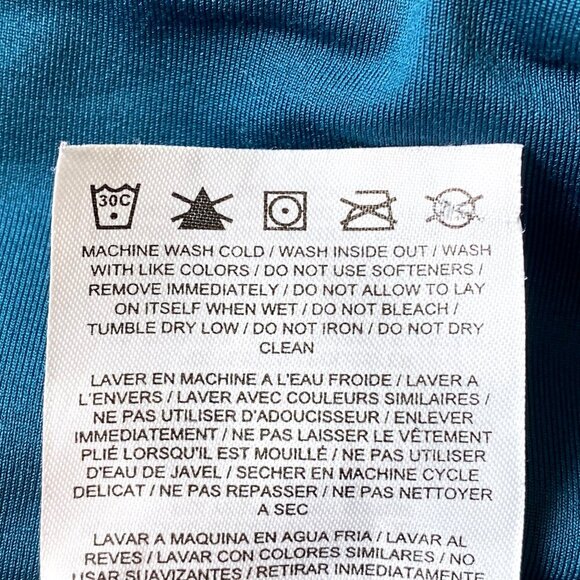 30C
MACHINE WASH COLD / WASH INSIDE OUT / WASH
WITH LIKE COLORS / DO NOT USE SOFTENERS /
REMOVE IMMEDIATELY / DO NOT ALLOW TO LAY
ON ITSELF WHEN WET / DO NOT BLEACH /
TUMBLE DRY LOW / DO NOT IRON / DO NOT DRY
CLEAN
LAVER EN MACHINE A L'EAU FROIDE / LAVER A
L'ENVERS / LAVER AVEC COULEURS SIMILAIRES /
NE PAS UTILISER D'ADOUCISSEUR / ENLEVER
IMMEDIATEMENT / NE PAS LAISSER LE VÊTEMENT
PLIÉ LORSQU'IL EST MOUILLÉ / NE PAS UTILISER
D'EAU DE JAVEL / SECHER EN MACHINE CYCLE
DELICAT / NE PAS REPASSER / NE PAS NETTOYER
A SEC
LAVAR A MAQUINA EN AGUA FRIA / LAVAR AL
REVES / LAVAR CON COLORES SIMILARES / NO
USAR SUAVIZANTES / RETIRAR INMEDIATAMENTE